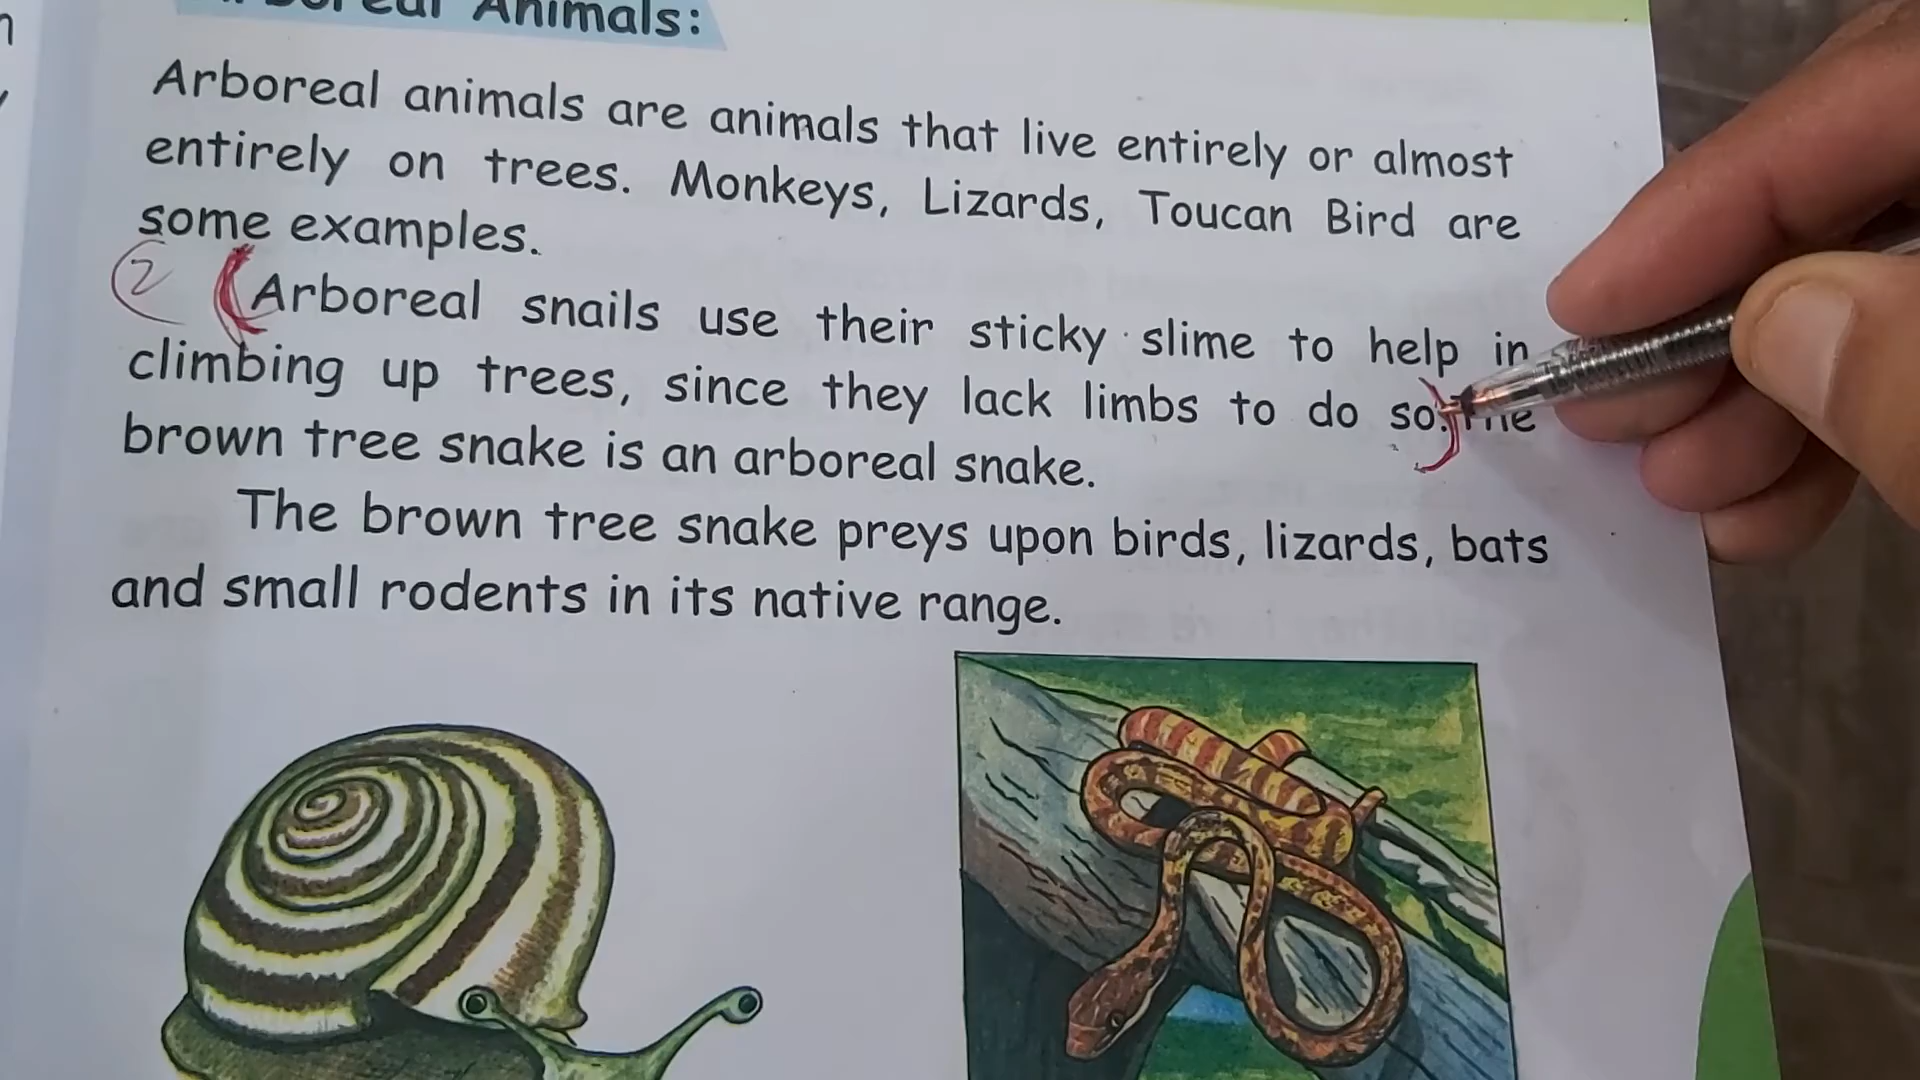 Arboreal Animals:
Arboreal animals are animals that live entirely or almost
entirely on trees. Monkeys, Lizards, Toucan Bird are
some examples.
2 (Arboreal snails use their sticky slime to help in
climbing up trees, since they lack limbs to do so.) The
brown tree snake is an arboreal snake.
The brown tree snake preys upon birds, lizards, bats
and small rodents in its native range.